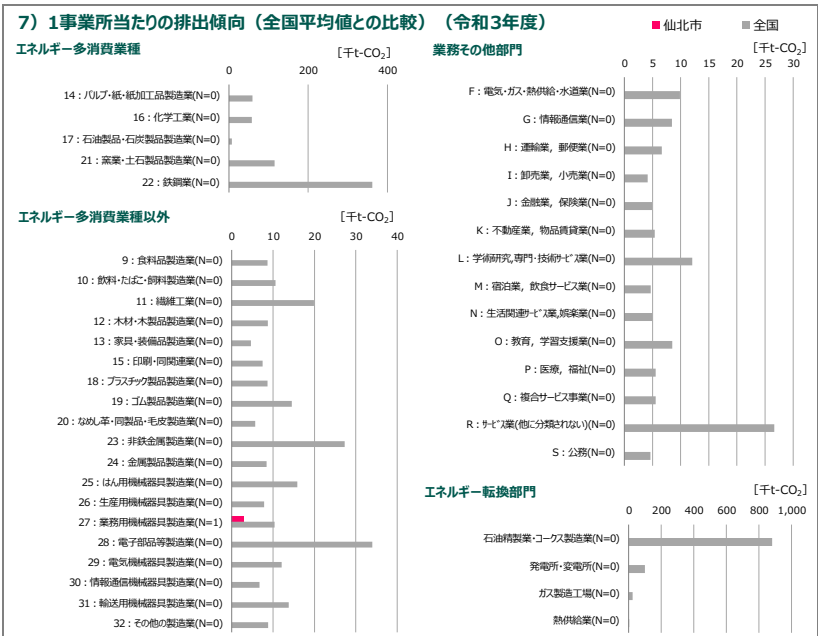 7）1事業所当たりの排出傾向（全国平均値との比較）（令和3年度）
■仙北市 ■全国
エネルギー多消費業種
［千t-CO₂］
0 200 400
14：パルプ・紙・紙加工品製造業(N=0)
16：化学工業(N=0)
17：石油製品・石炭製品製造業(N=0)
21：窯業・土石製品製造業(N=0)
22：鉄鋼業(N=0)
エネルギー多消費業種以外
［千t-CO₂］
0 10 20 30 40
9：食料品製造業(N=0)
10：飲料・たばこ・飼料製造業(N=0)
11：繊維工業(N=0)
12：木材・木製品製造業(N=0)
13：家具・装備品製造業(N=0)
15：印刷・同関連業(N=0)
18：プラスチック製品製造業(N=0)
19：ゴム製品製造業(N=0)
20：なめし革・同製品・毛皮製造業(N=0)
23：非鉄金属製造業(N=0)
24：金属製品製造業(N=0)
25：はん用機械器具製造業(N=0)
26：生産用機械器具製造業(N=0)
27：業務用機械器具製造業(N=1)
28：電子部品等製造業(N=0)
29：電気機械器具製造業(N=0)
30：情報通信機械器具製造業(N=0)
31：輸送用機械器具製造業(N=0)
32：その他の製造業(N=0)
業務その他部門
［千t-CO₂］
0 5 10 15 20 25 30
F：電気・ガス・熱供給・水道業(N=0)
G：情報通信業(N=0)
H：運輸業，郵便業(N=0)
I：卸売業，小売業(N=0)
J：金融業，保険業(N=0)
K：不動産業，物品賃貸業(N=0)
L：学術研究,専門・技術ｻｰﾋﾞｽ業(N=0)
M：宿泊業，飲食サービス業(N=0)
N：生活関連ｻｰﾋﾞｽ業,娯楽業(N=0)
O：教育，学習支援業(N=0)
P：医療，福祉(N=0)
Q：複合サービス事業(N=0)
R：ｻｰﾋﾞｽ業(他に分類されない)(N=0)
S：公務(N=0)
エネルギー転換部門
［千t-CO₂］
0 200 400 600 800 1,000
石油精製業・コークス製造業(N=0)
発電所・変電所(N=0)
ガス製造工場(N=0)
熱供給業(N=0)